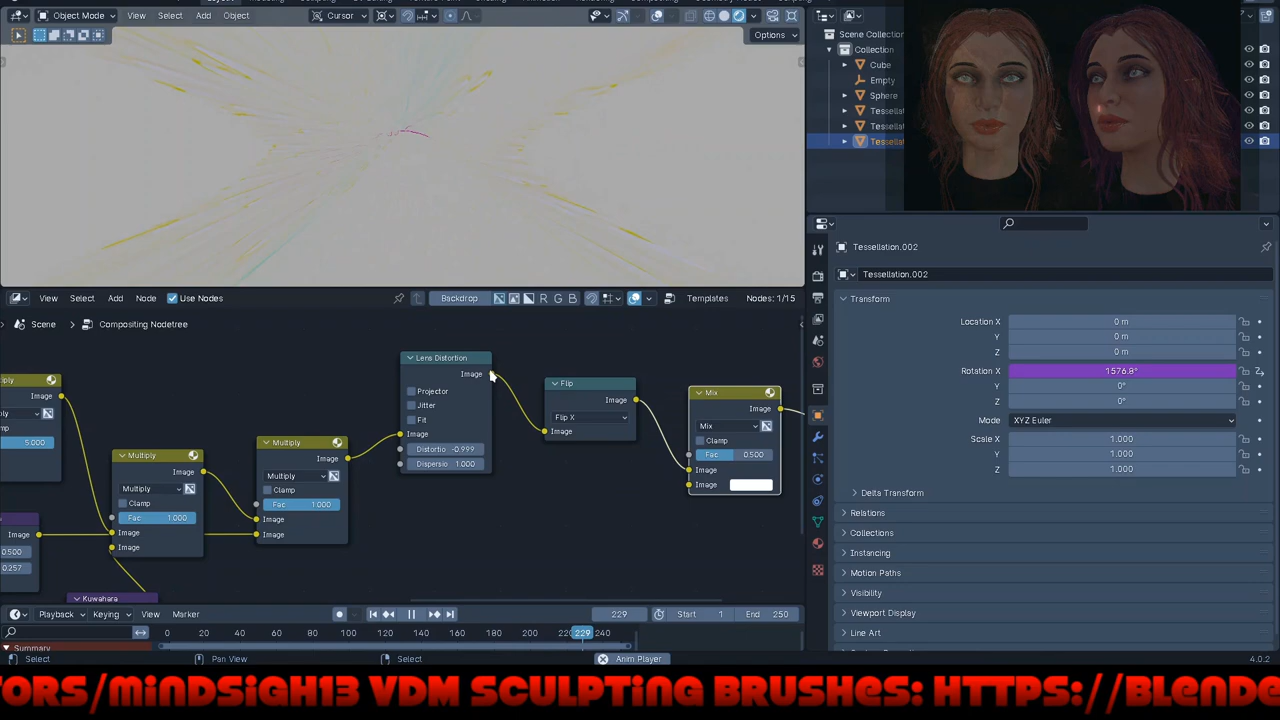 Object Mode
View
Select
Add
Object
Cursor
Options
Scene Collection
Collection
Cube
Empty
Sphere
Tessella
Tessella
Tessella
Tessellation.002
Tessellation.002
Transform
Location X
0 m
Y
0 m
Z
0 m
Rotation X
1576.8°
Y
0°
Z
0°
Mode
XYZ Euler
Scale X
1.000
Y
1.000
Z
1.000
Delta Transform
Relations
Collections
Instancing
Motion Paths
Visibility
Viewport Display
Line Art
View
Select
Add
Node
Use Nodes
Backdrop
R
G
B
Templates
Nodes: 1/15
Scene
Compositing Nodetree
Image
5.000
Image
0.500
0.257
Multiply
Image
Multiply
Clamp
Fac
1.000
Image
Image
Kuwahara
Multiply
Image
Multiply
Clamp
Fac
1.000
Image
Image
Lens Distortion
Image
Projector
Jitter
Fit
Image
Distortio
-0.999
Dispersio
1.000
Flip
Image
Flip X
Image
Mix
Image
Mix
Clamp
Fac
0.500
Image
Image
Playback
Keying
View
Marker
229
Start
1
End
250
0
20
40
60
80
100
120
140
160
180
200
229
240
Summary
Select
Pan View
Select
Anim Player
4.0.2
TORS/MINDSIGH13 VDM SCULPTING BRUSHES: HTTPS://BLENDE